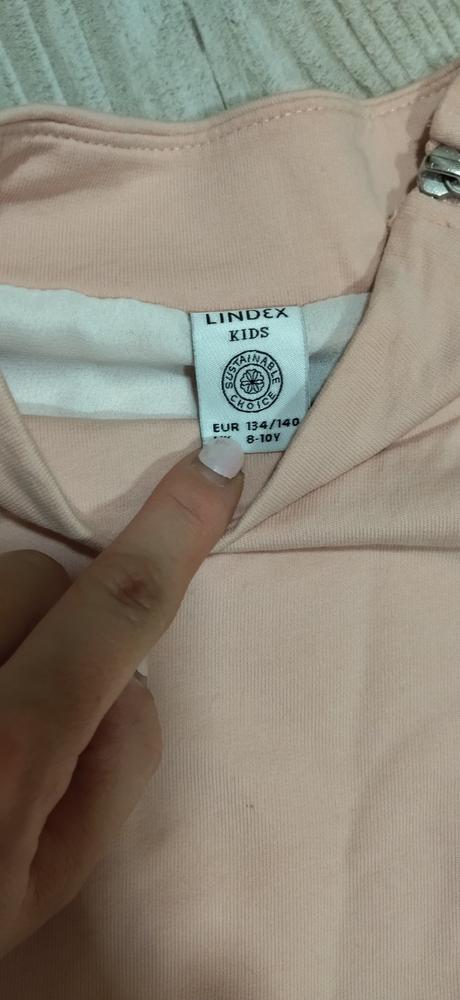 LINDEX
KIDS
SUSTAINABLE
CHOICE
EUR 134/140
8-10Y